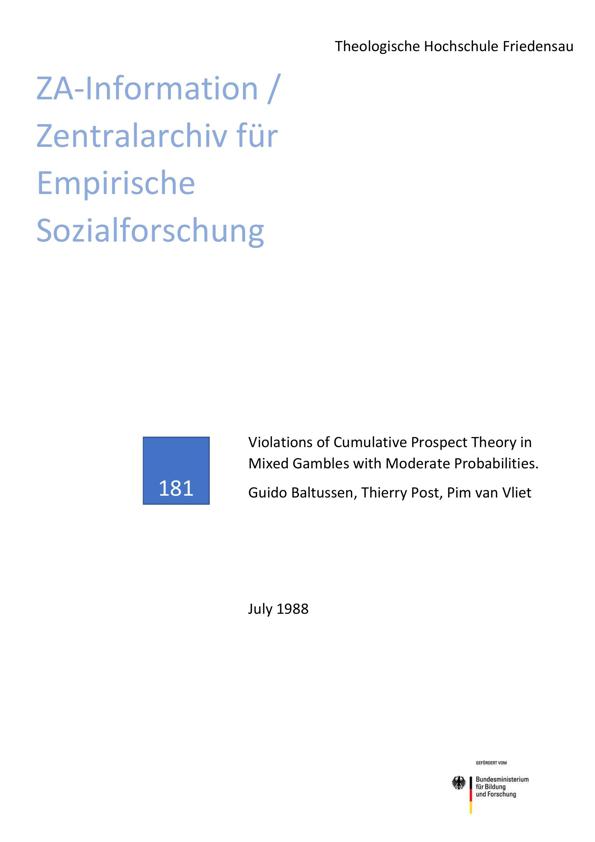 Theologische Hochschule Friedensau
ZA-Information /
Zentralarchiv für
Empirische
Sozialforschung
181
Violations of Cumulative Prospect Theory in
Mixed Gambles with Moderate Probabilities.
Guido Baltussen, Thierry Post, Pim van Vliet
July 1988
GEFÖRDERT VOM
Bundesministerium
für Bildung
und Forschung